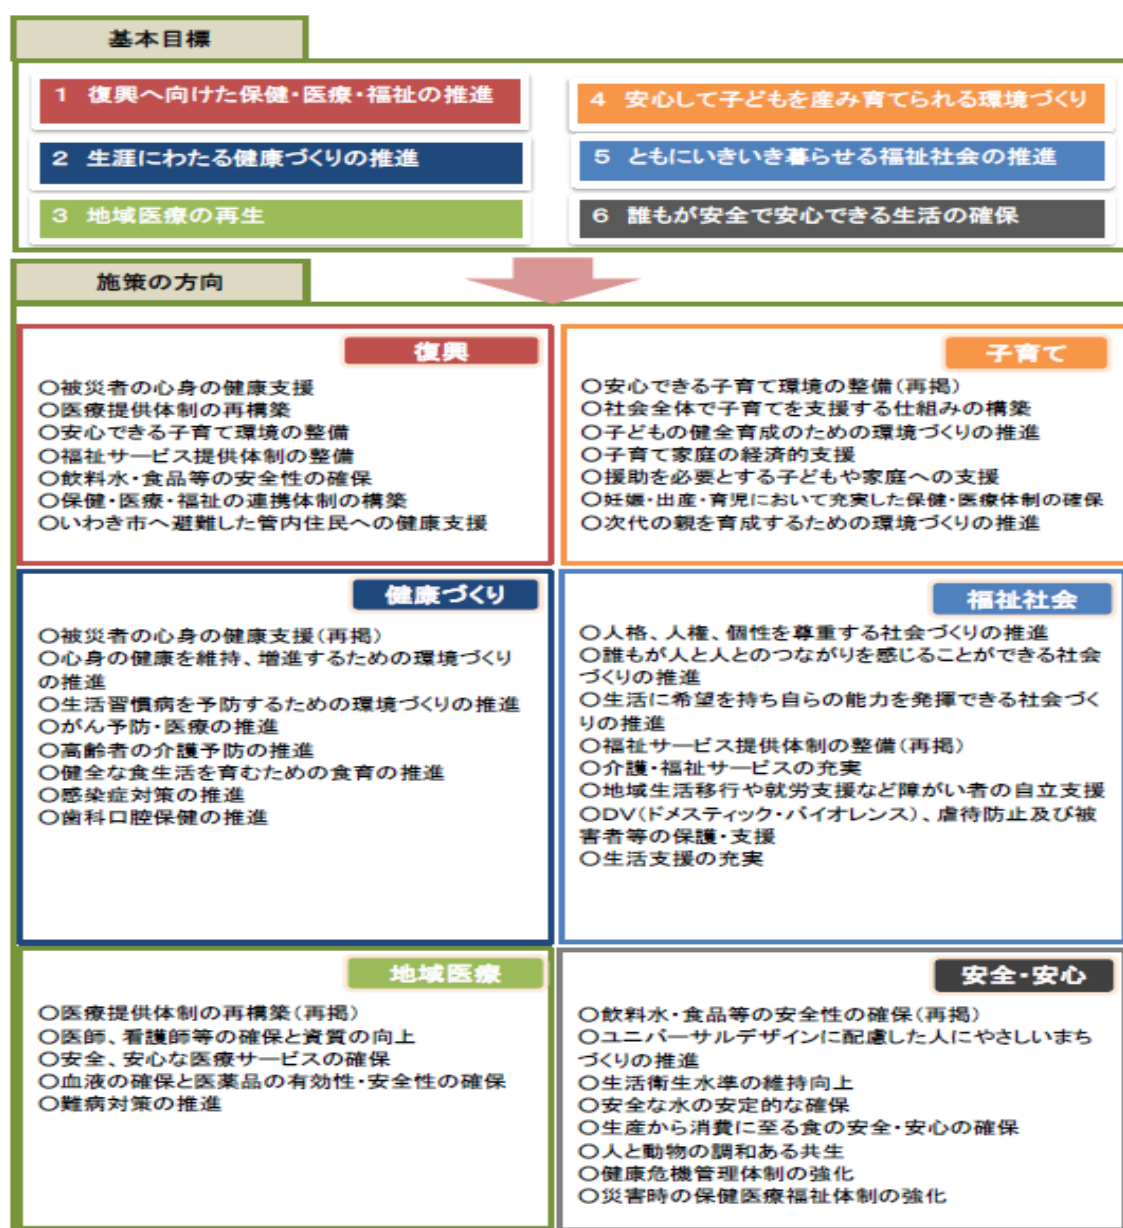 基本目標
1 復興へ向けた保健・医療・福祉の推進
2 生涯にわたる健康づくりの推進
3 地域医療の再生
4 安心して子どもを産み育てられる環境づくり
5 ともにいきいき暮らせる福祉社会の推進
6 誰もが安全で安心できる生活の確保
施策の方向
復興
○被災者の心身の健康支援
○医療提供体制の再構築
○安心できる子育て環境の整備
○福祉サービス提供体制の整備
○飲料水・食品等の安全性の確保
○保健・医療・福祉の連携体制の構築
○いわき市へ避難した管内住民への健康支援
子育て
○安心できる子育て環境の整備(再掲)
○社会全体で子育てを支援する仕組みの構築
○子どもの健全育成のための環境づくりの推進
○子育て家庭の経済的支援
○援助を必要とする子どもや家庭への支援
○妊娠・出産・育児において充実した保健・医療体制の確保
○次代の親を育成するための環境づくりの推進
健康づくり
○被災者の心身の健康支援(再掲)
○心身の健康を維持、増進するための環境づくり
の推進
○生活習慣病を予防するための環境づくりの推進
○がん予防・医療の推進
○高齢者の介護予防の推進
○健全な食生活を育むための食育の推進
○感染症対策の推進
○歯科口腔保健の推進
福祉社会
○人格、人権、個性を尊重する社会づくりの推進
○誰もが人と人とのつながりを感じることができる社会
づくりの推進
○生活に希望を持ち自らの能力を発揮できる社会づく
りの推進
○福祉サービス提供体制の整備(再掲)
○介護・福祉サービスの充実
○地域生活移行や就労支援など障がい者の自立支援
○DV(ドメスティック・バイオレンス)、虐待防止及び被
害者等の保護・支援
○生活支援の充実
地域医療
○医療提供体制の再構築(再掲)
○医師、看護師等の確保と資質の向上
○安全、安心な医療サービスの確保
○血液の確保と医薬品の有効性・安全性の確保
○難病対策の推進
安全・安心
○飲料水・食品等の安全性の確保(再掲)
○ユニバーサルデザインに配慮した人にやさしいまち
づくりの推進
○生活衛生水準の維持向上
○安全な水の安定的な確保
○生産から消費に至る食の安全・安心の確保
○人と動物の調和ある共生
○健康危機管理体制の強化
○災害時の保健医療福祉体制の強化